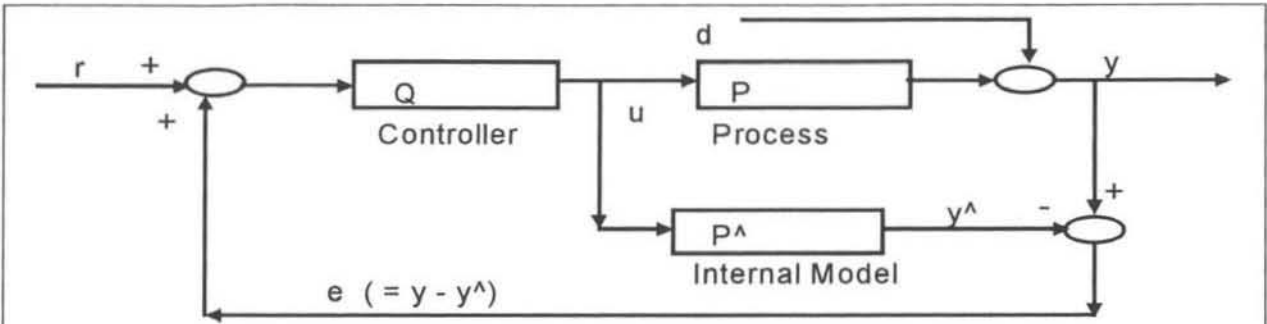 d
r + y
Q P
+ u
Controller Process
+
y^ -
P^
Internal Model
e ( = y - y^)